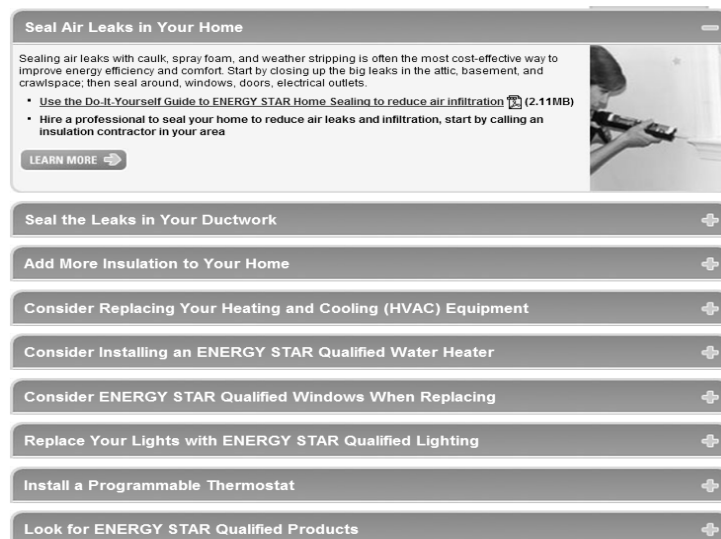 Seal Air Leaks in Your Home
Sealing air leaks with caulk, spray foam, and weather stripping is often the most cost-effective way to
improve energy efficiency and comfort. Start by closing up the big leaks in the attic, basement, and
crawlspace; then seal around, windows, doors, electrical outlets.
• Use the Do-It-Yourself Guide to ENERGY STAR Home Sealing to reduce air infiltration (2.11MB)
• Hire a professional to seal your home to reduce air leaks and infiltration, start by calling an
insulation contractor in your area
LEARN MORE
Seal the Leaks in Your Ductwork
Add More Insulation to Your Home
Consider Replacing Your Heating and Cooling (HVAC) Equipment
Consider Installing an ENERGY STAR Qualified Water Heater
Consider ENERGY STAR Qualified Windows When Replacing
Replace Your Lights with ENERGY STAR Qualified Lighting
Install a Programmable Thermostat
Look for ENERGY STAR Qualified Products